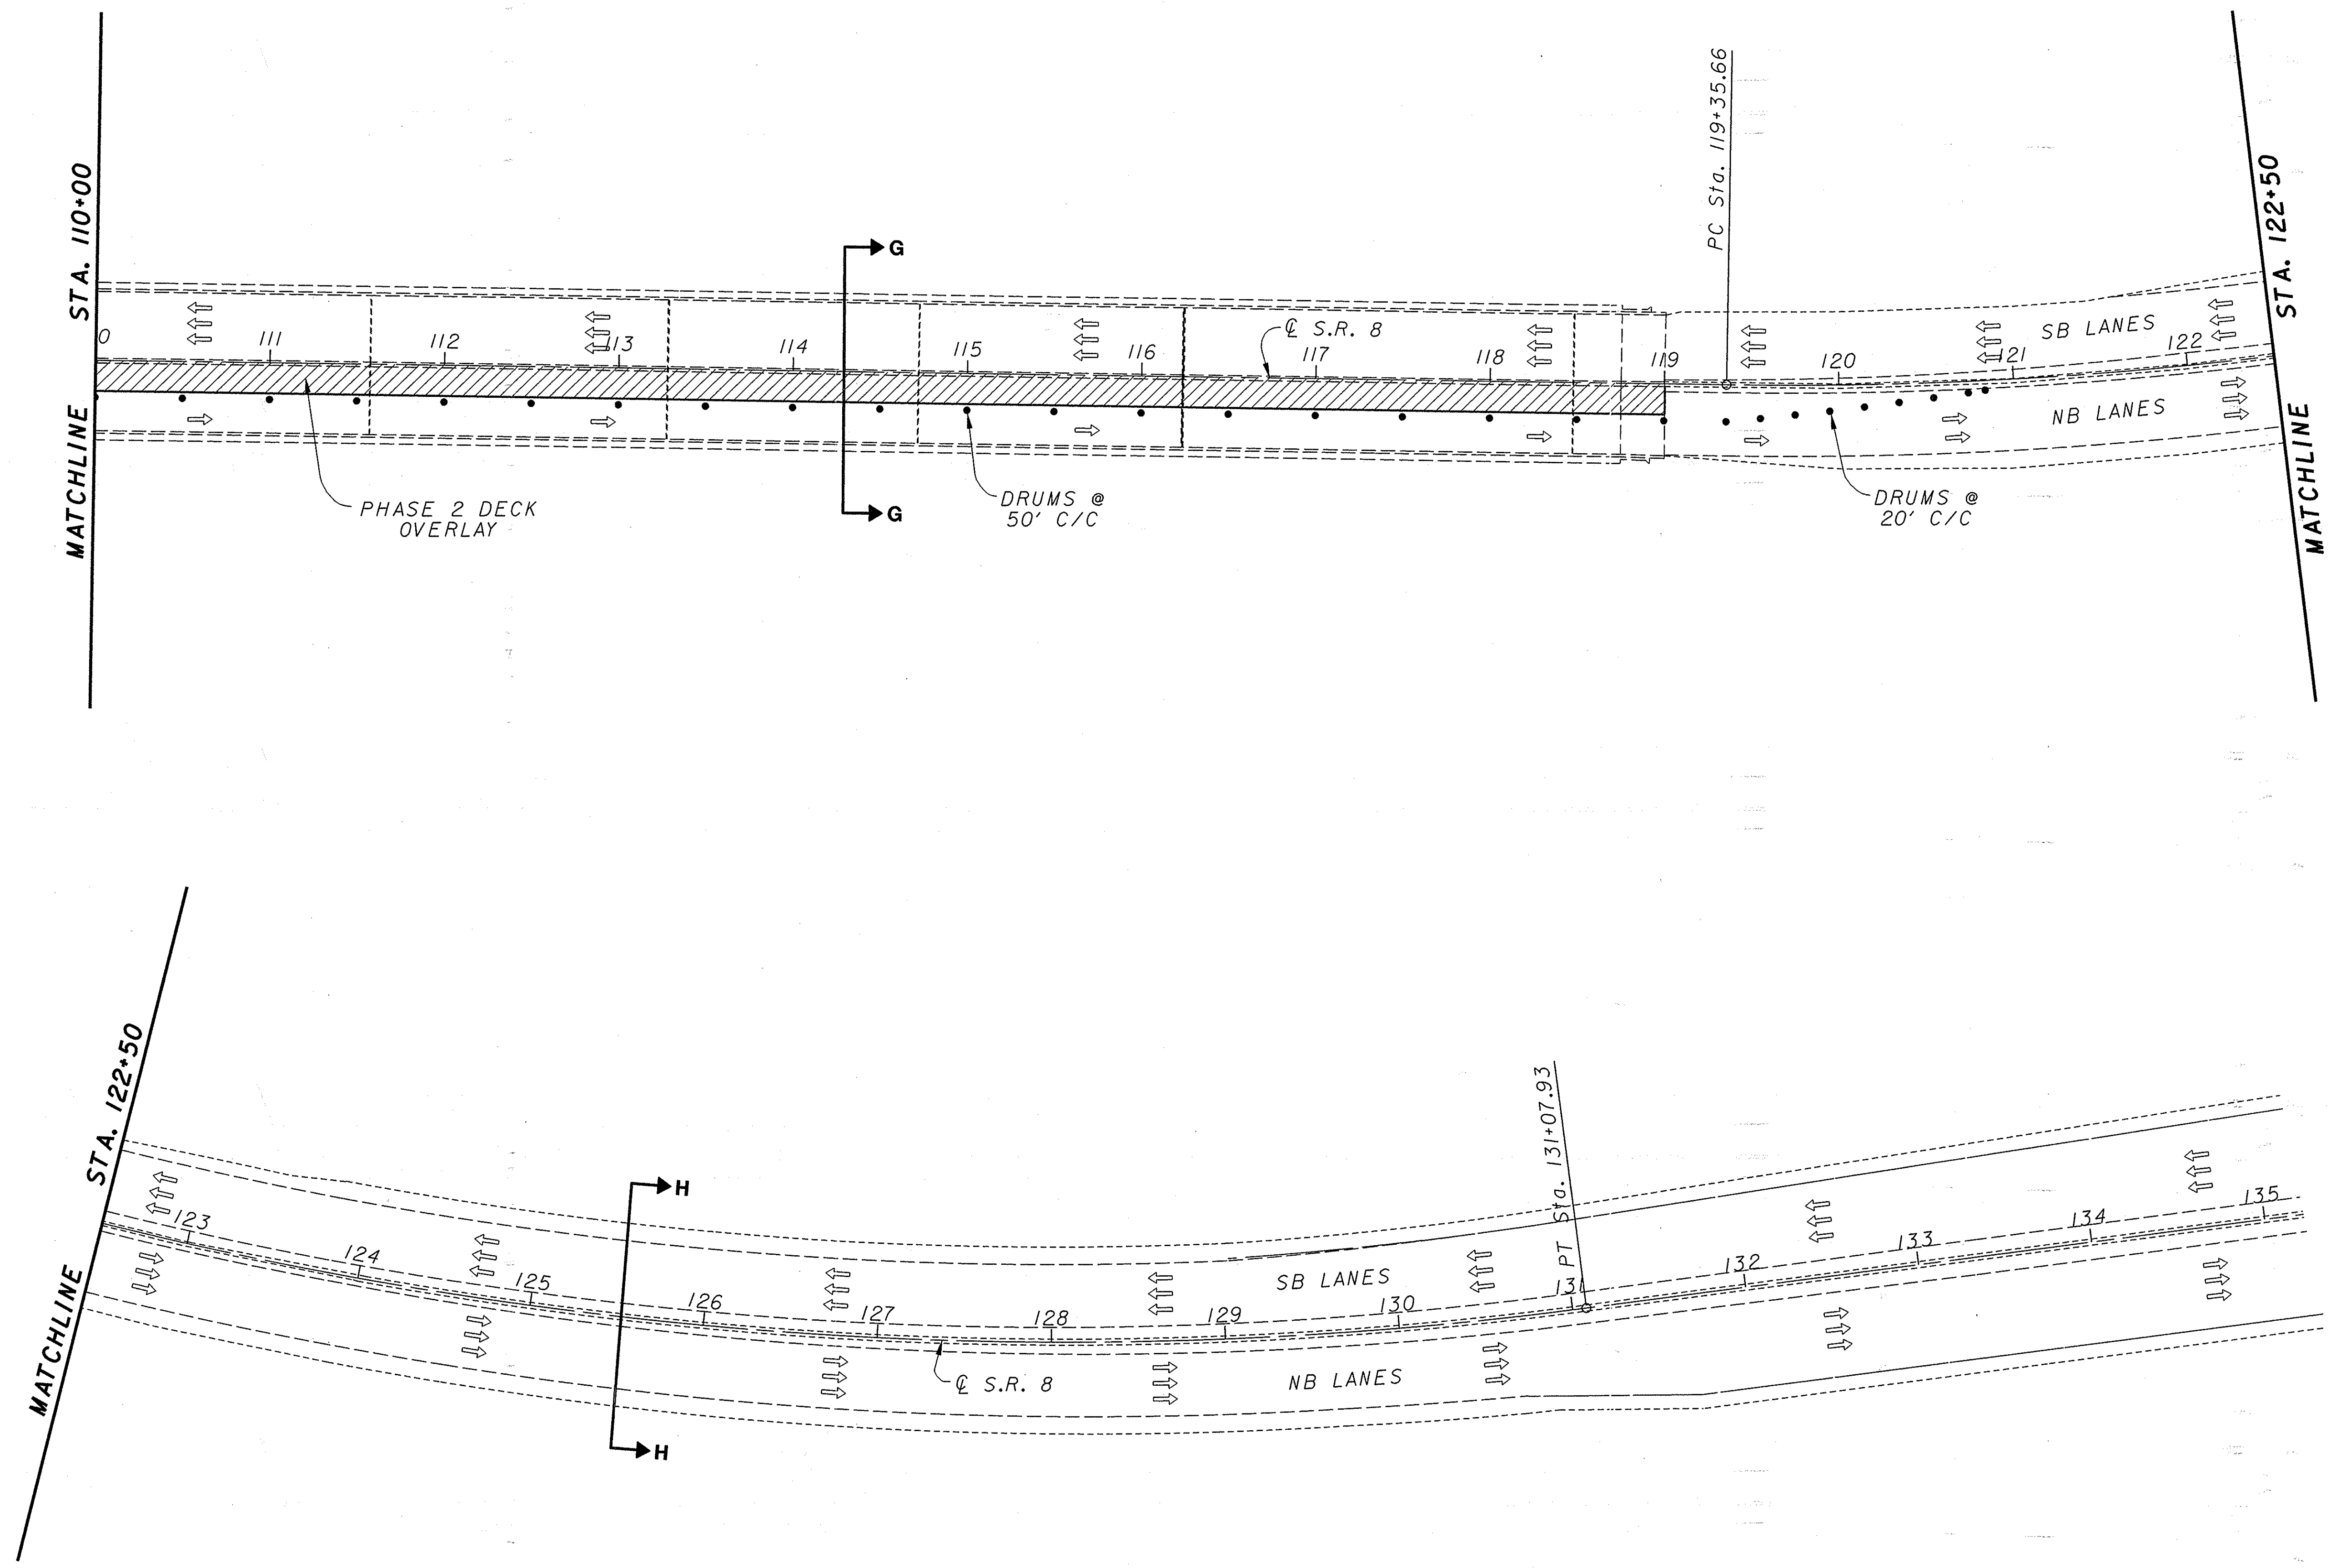 MATCHLINE STA. 110+00
PC Sta. 119+35.66
MATCHLINE STA. 122+50
G
0 111 112 113 114 115 116 117 118 119 120 121 122
℄ S.R. 8
SB LANES
NB LANES
G
PHASE 2 DECK
OVERLAY
DRUMS @
50' C/C
DRUMS @
20' C/C
MATCHLINE STA. 122+50
PT Sta. 131+07.93
H
123 124 125 126 127 128 129 130 131 132 133 134 135
SB LANES
℄ S.R. 8
NB LANES
H